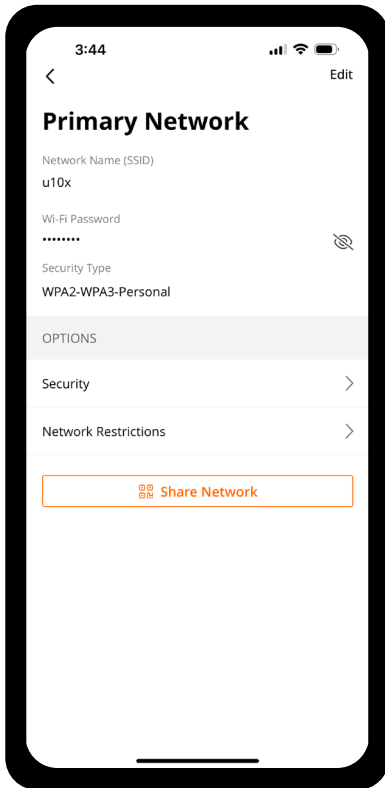 3:44
Edit
Primary Network
Network Name (SSID)
u10x
Wi-Fi Password
••••••••
Security Type
WPA2-WPA3-Personal
OPTIONS
Security
Network Restrictions
Share Network